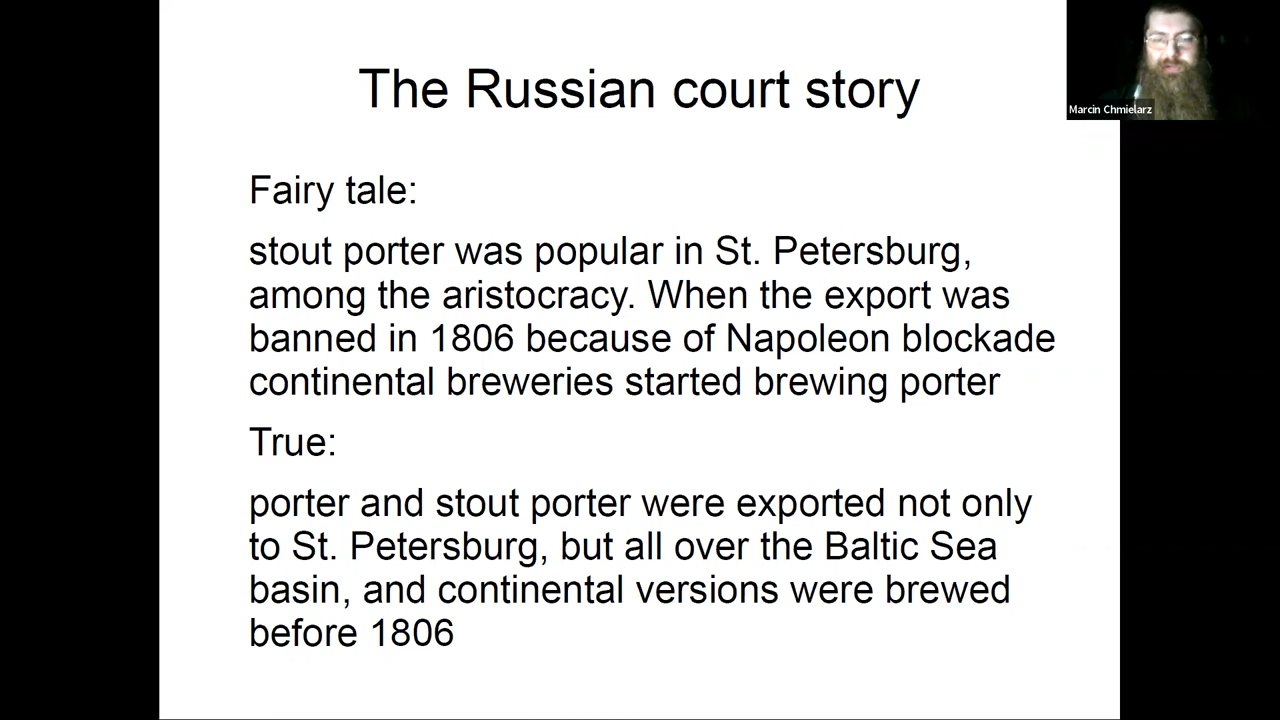 The Russian court story
Marcin Chmielarz
Fairy tale:
stout porter was popular in St. Petersburg,
among the aristocracy. When the export was
banned in 1806 because of Napoleon blockade
continental breweries started brewing porter
True:
porter and stout porter were exported not only
to St. Petersburg, but all over the Baltic Sea
basin, and continental versions were brewed
before 1806